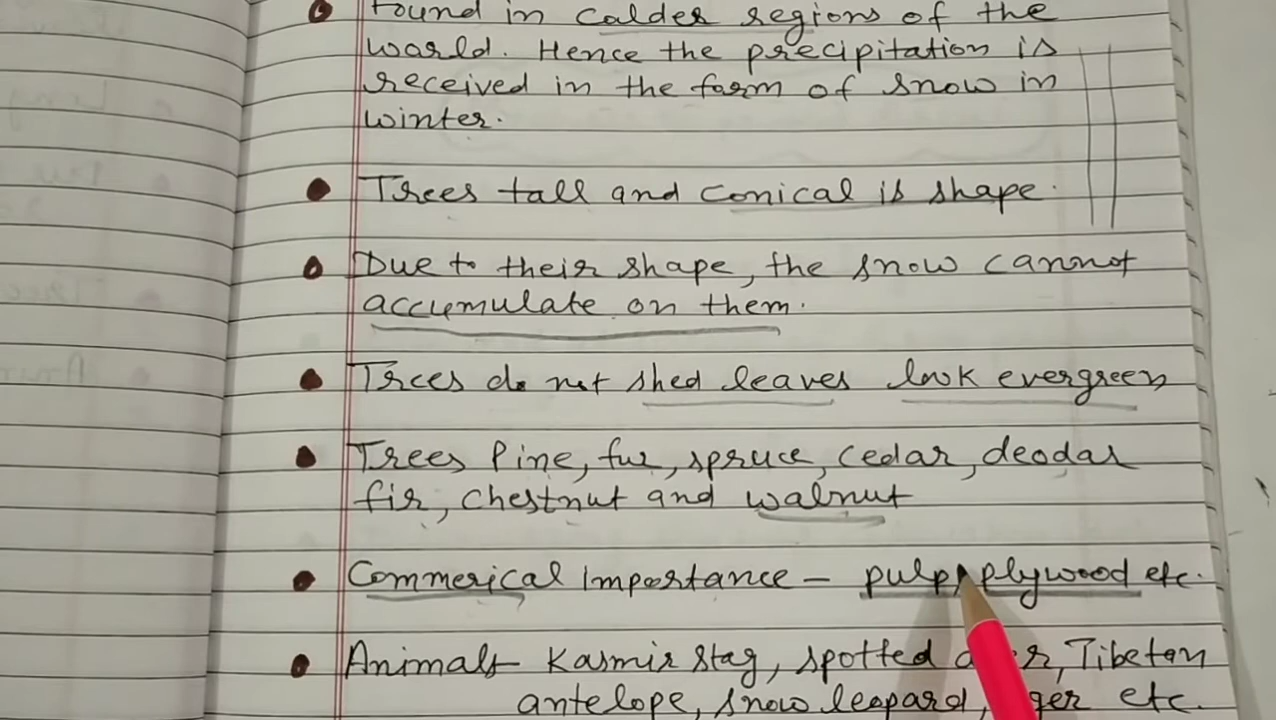 found in calder regions of the
world. Hence the precipitation is
received in the form of snow in
winter.
Trees tall and conical is shape.
Due to their shape, the snow cannot
accumulate on them.
Trees do not shed leaves look evergreen
Trees Pine, fur, spruce, cedar, deodar
fir, chestnut and walnut
Commerical Importance - pulp, plywood etc.
Animals- Kasmir Stag, spotted Tibetan
antelope, snow leopard, etc.